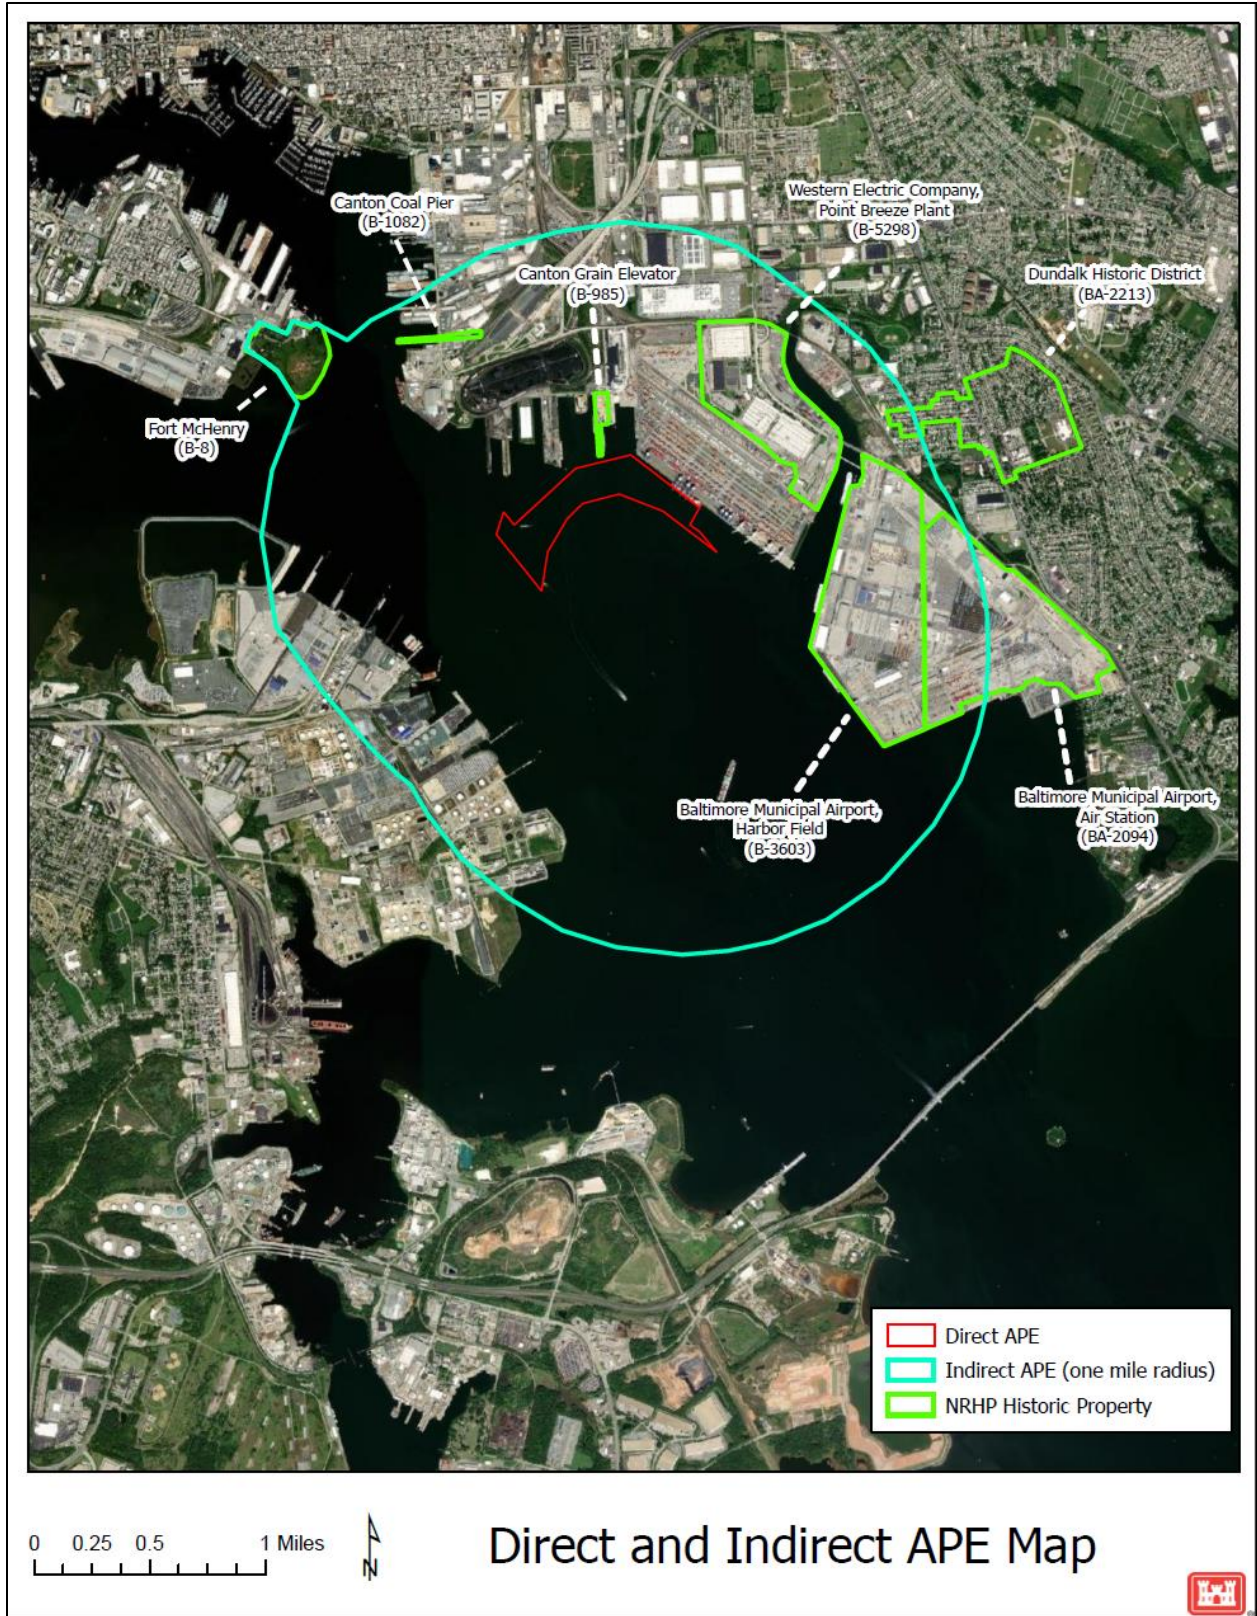 Canton Coal Pier
(B-1082)
Western Electric Company,
Point Breeze Plant
(B-5298)
Canton Grain Elevator
(B-985)
Dundalk Historic District
(BA-2213)
Fort McHenry
(B-8)
Baltimore Municipal Airport,
Harbor Field
(B-3603)
Baltimore Municipal Airport,
Air Station
(BA-2094)
Direct APE
Indirect APE (one mile radius)
NRHP Historic Property
0 0.25 0.5 1 Miles
N
Direct and Indirect APE Map